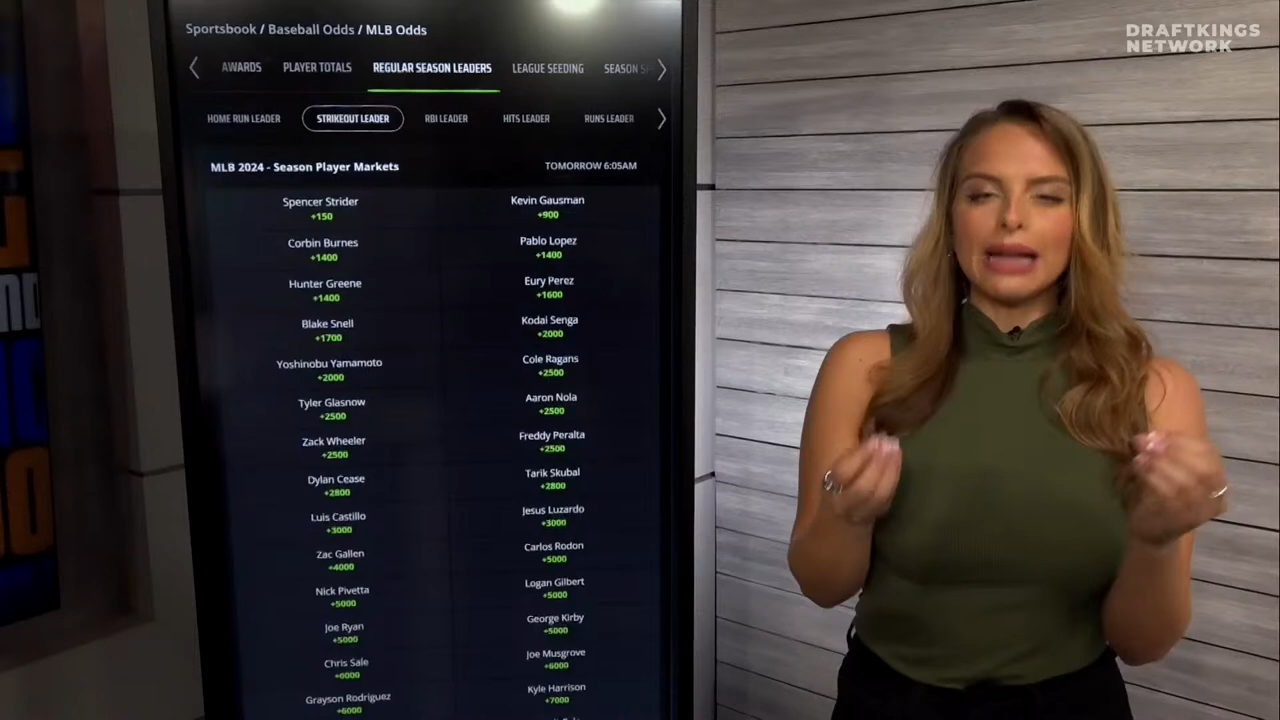 DRAFTKINGS
NETWORK
Sportsbook / Baseball Odds / MLB Odds
AWARDS PLAYER TOTALS REGULAR SEASON LEADERS LEAGUE SEEDING SEASON
HOME RUN LEADER STRIKEOUT LEADER RBI LEADER HITS LEADER RUNS LEADER
MLB 2024 - Season Player Markets TOMORROW 6:05AM
Spencer Strider Kevin Gausman
+150 +900
Corbin Burnes Pablo Lopez
+1400 +1400
Hunter Greene Eury Perez
+1400 +1600
Blake Snell Kodai Senga
+1700 +2000
Yoshinobu Yamamoto Cole Ragans
+2000 +2500
Tyler Glasnow Aaron Nola
+2500 +2500
Zack Wheeler Freddy Peralta
+2500 +2500
Dylan Cease Tarik Skubal
+2800 +2800
Luis Castillo Jesus Luzardo
+3000 +3000
Zac Gallen Carlos Rodon
+4000 +5000
Nick Pivetta Logan Gilbert
+5000 +5000
Joe Ryan George Kirby
+5000 +5000
Chris Sale Joe Musgrove
+6000 +6000
Grayson Rodriguez Kyle Harrison
+6000 +7000